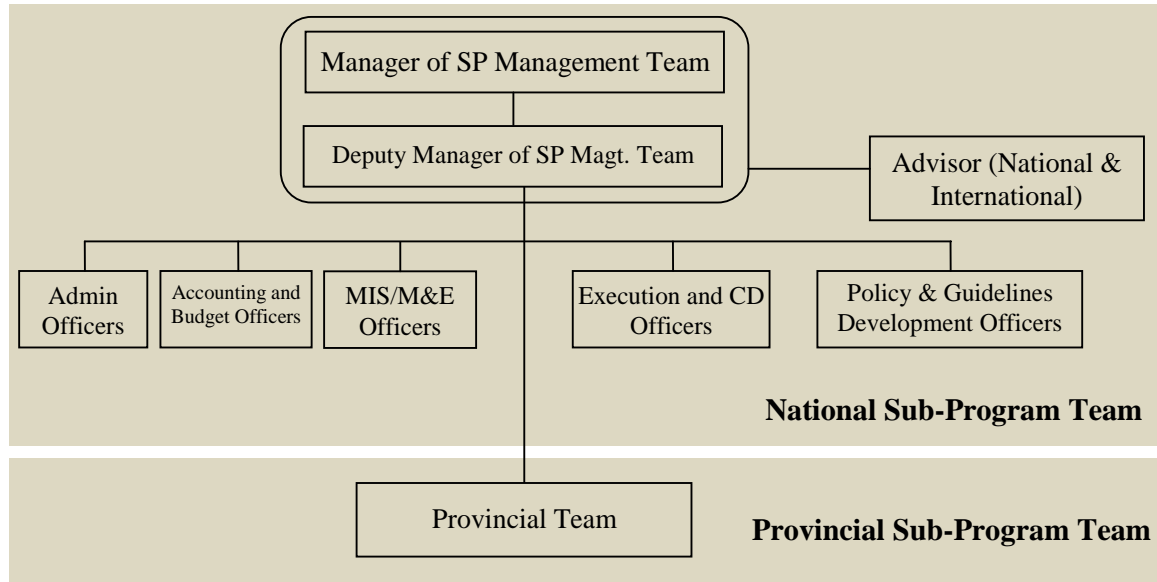 Manager of SP Management Team
Deputy Manager of SP Magt. Team
Advisor (National &
International)
Admin
Officers
Accounting and
Budget Officers
MIS/M&E
Officers
Execution and CD
Officers
Policy & Guidelines
Development Officers
National Sub-Program Team
Provincial Team
Provincial Sub-Program Team